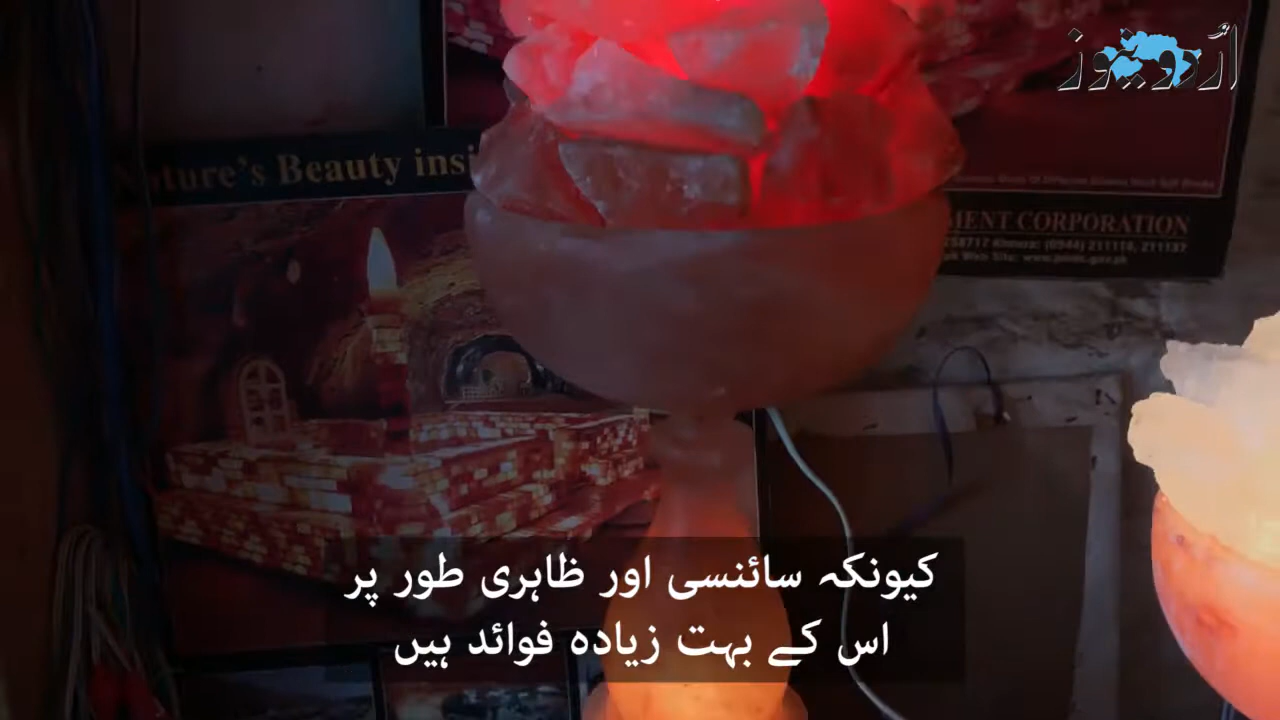 اُردو نیوز
Nature's Beauty insi
MENT CORPORATION
کیونکہ سائنسی اور ظاہری طور پر
اس کے بہت زیادہ فوائد ہیں